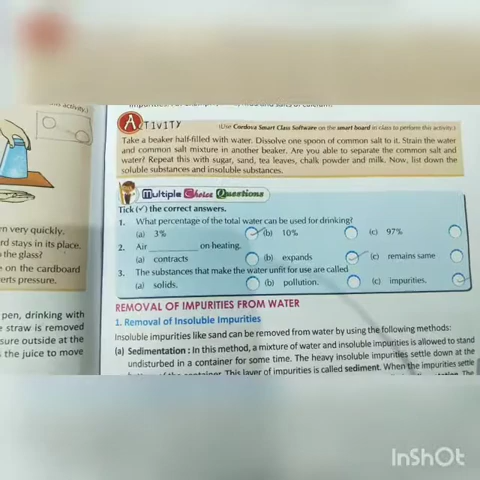 ACTIVITY
(Use Cordova Smart Class Software on the smart board in class to perform this activity.)
Take a beaker half-filled with water. Dissolve one spoon of common salt to it. Strain the water
and common salt mixture in another beaker. Are you able to separate the common salt and
water? Repeat this with sugar, sand, tea leaves, chalk powder and milk. Now, list down the
soluble substances and insoluble substances.
Multiple Choice Questions
Tick (✓) the correct answers.
1. What percentage of the total water can be used for drinking?
(a) 3% (b) 10% (c) 97%
2. Air ________ on heating.
(a) contracts (b) expands (c) remains same
3. The substances that make the water unfit for use are called
(a) solids. (b) pollution. (c) impurities.
REMOVAL OF IMPURITIES FROM WATER
1. Removal of Insoluble Impurities
Insoluble impurities like sand can be removed from water by using the following methods:
(a) Sedimentation : In this method, a mixture of water and insoluble impurities is allowed to stand
undisturbed in a container for some time. The heavy insoluble impurities settle down at the
container. This layer of impurities is called sediment. When the impurities settle
activity.)
very quickly.
stays in its place.
the glass?
on the cardboard
erts pressure.
pen, drinking with
straw is removed
sure outside at the
the juice to move
InShOt